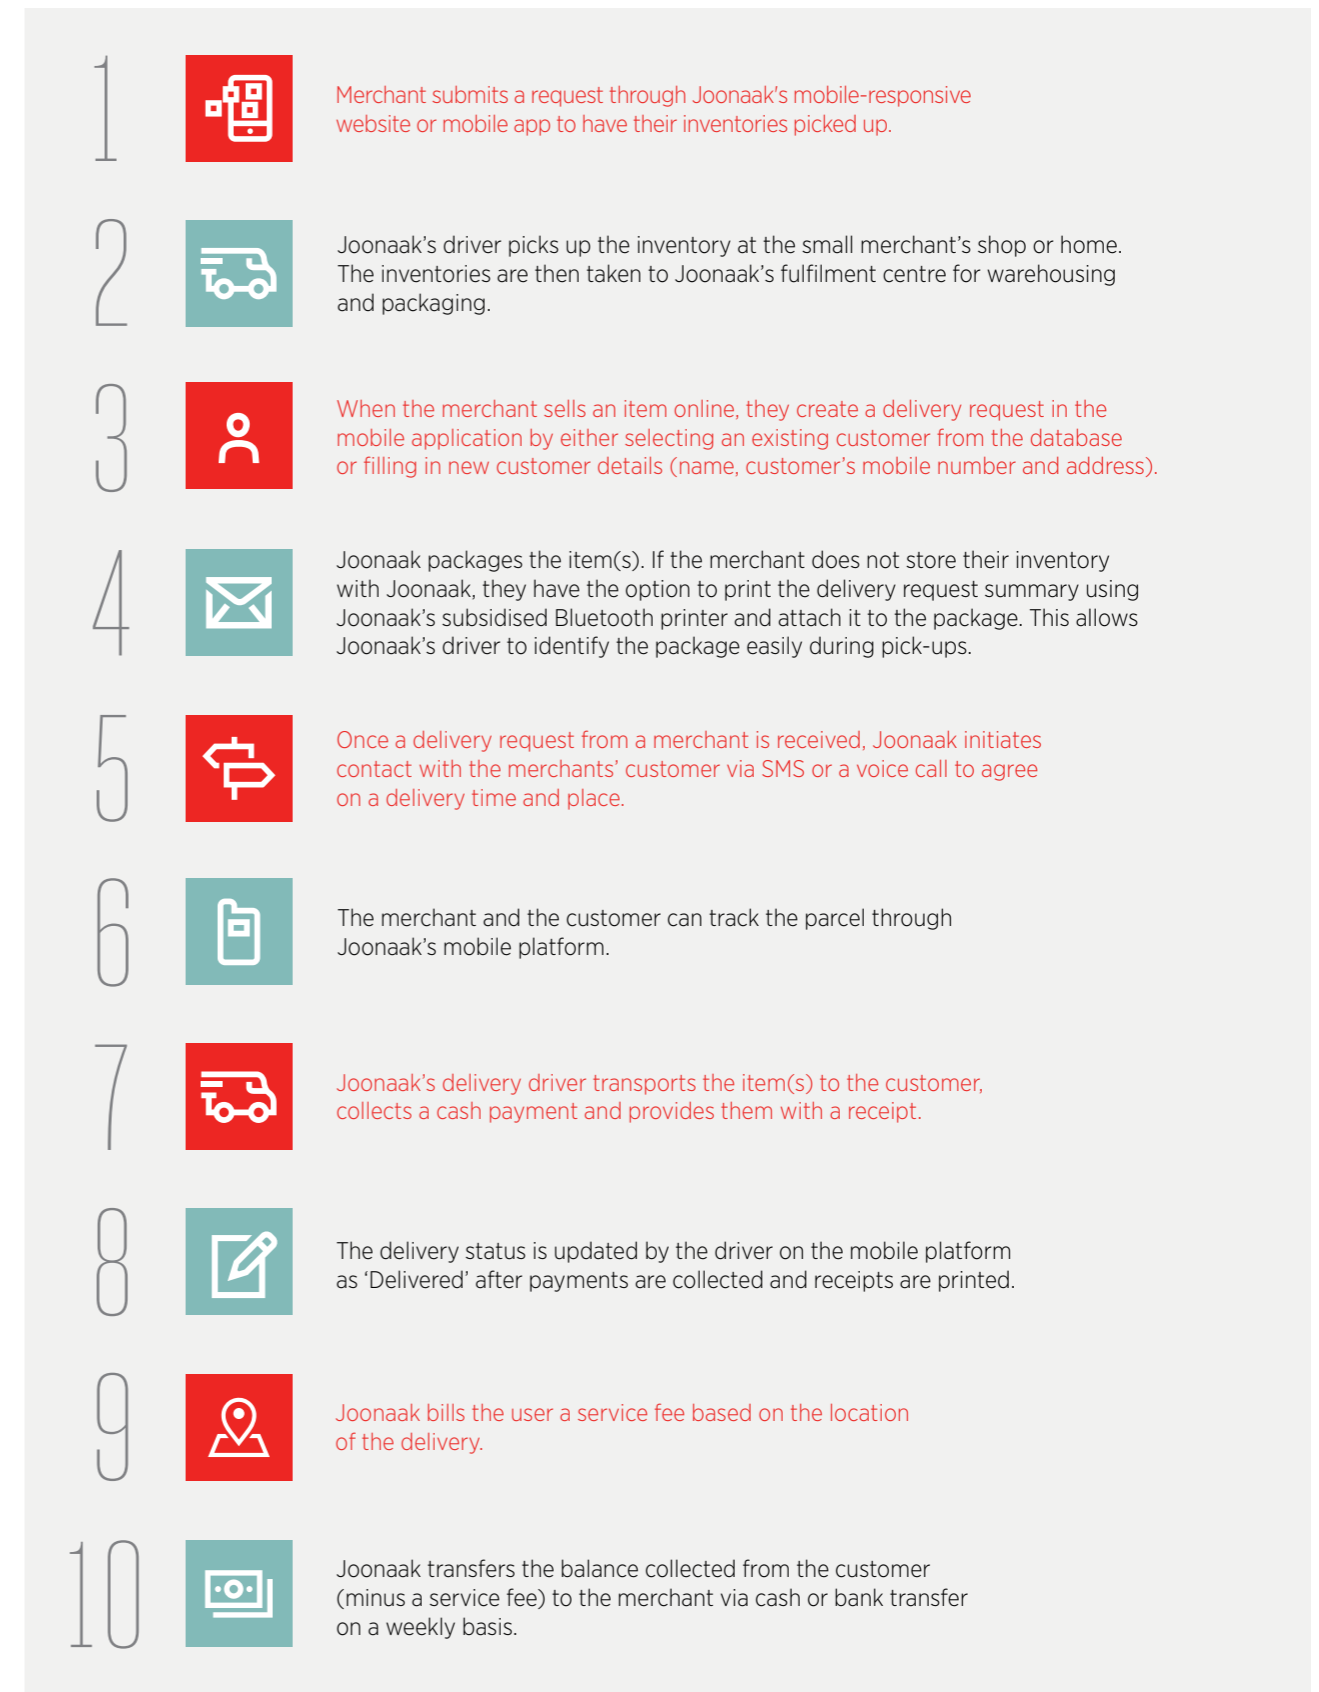 1
Merchant submits a request through Joonaak's mobile-responsive
website or mobile app to have their inventories picked up.
2
Joonaak’s driver picks up the inventory at the small merchant’s shop or home.
The inventories are then taken to Joonaak’s fulfilment centre for warehousing
and packaging.
3
When the merchant sells an item online, they create a delivery request in the
mobile application by either selecting an existing customer from the database
or filling in new customer details (name, customer’s mobile number and address).
4
Joonaak packages the item(s). If the merchant does not store their inventory
with Joonaak, they have the option to print the delivery request summary using
Joonaak’s subsidised Bluetooth printer and attach it to the package. This allows
Joonaak’s driver to identify the package easily during pick-ups.
5
Once a delivery request from a merchant is received, Joonaak initiates
contact with the merchants’ customer via SMS or a voice call to agree
on a delivery time and place.
6
The merchant and the customer can track the parcel through
Joonaak’s mobile platform.
7
Joonaak’s delivery driver transports the item(s) to the customer,
collects a cash payment and provides them with a receipt.
8
The delivery status is updated by the driver on the mobile platform
as ‘Delivered’ after payments are collected and receipts are printed.
9
Joonaak bills the user a service fee based on the location
of the delivery.
10
Joonaak transfers the balance collected from the customer
(minus a service fee) to the merchant via cash or bank transfer
on a weekly basis.